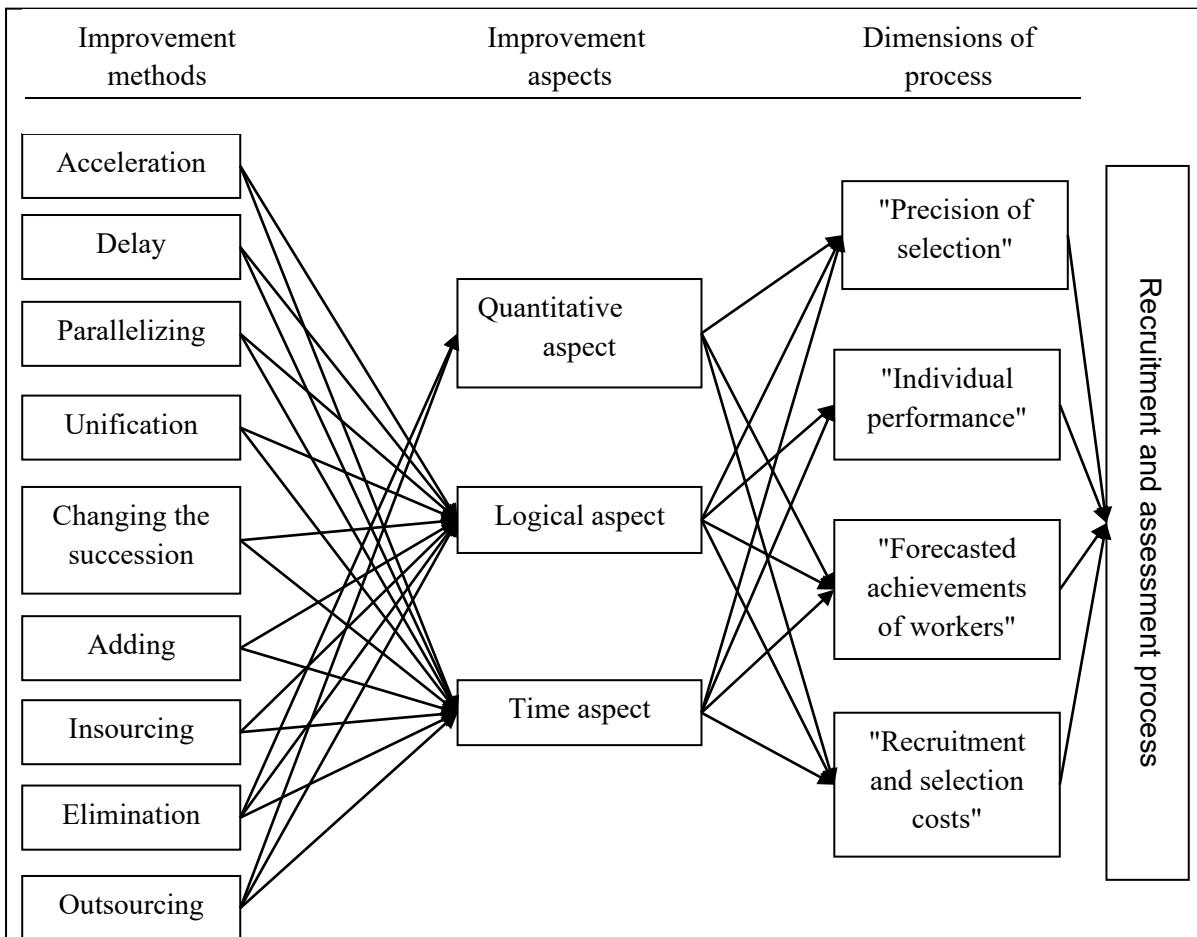 Improvement
methods
Improvement
aspects
Dimensions of
process
Acceleration
Delay
Parallelizing
Unification
Changing the
succession
Adding
Insourcing
Elimination
Outsourcing
Quantitative
aspect
Logical aspect
Time aspect
"Precision of
selection"
"Individual
performance"
"Forecasted
achievements
of workers"
"Recruitment
and selection
costs"
Recruitment and assessment process